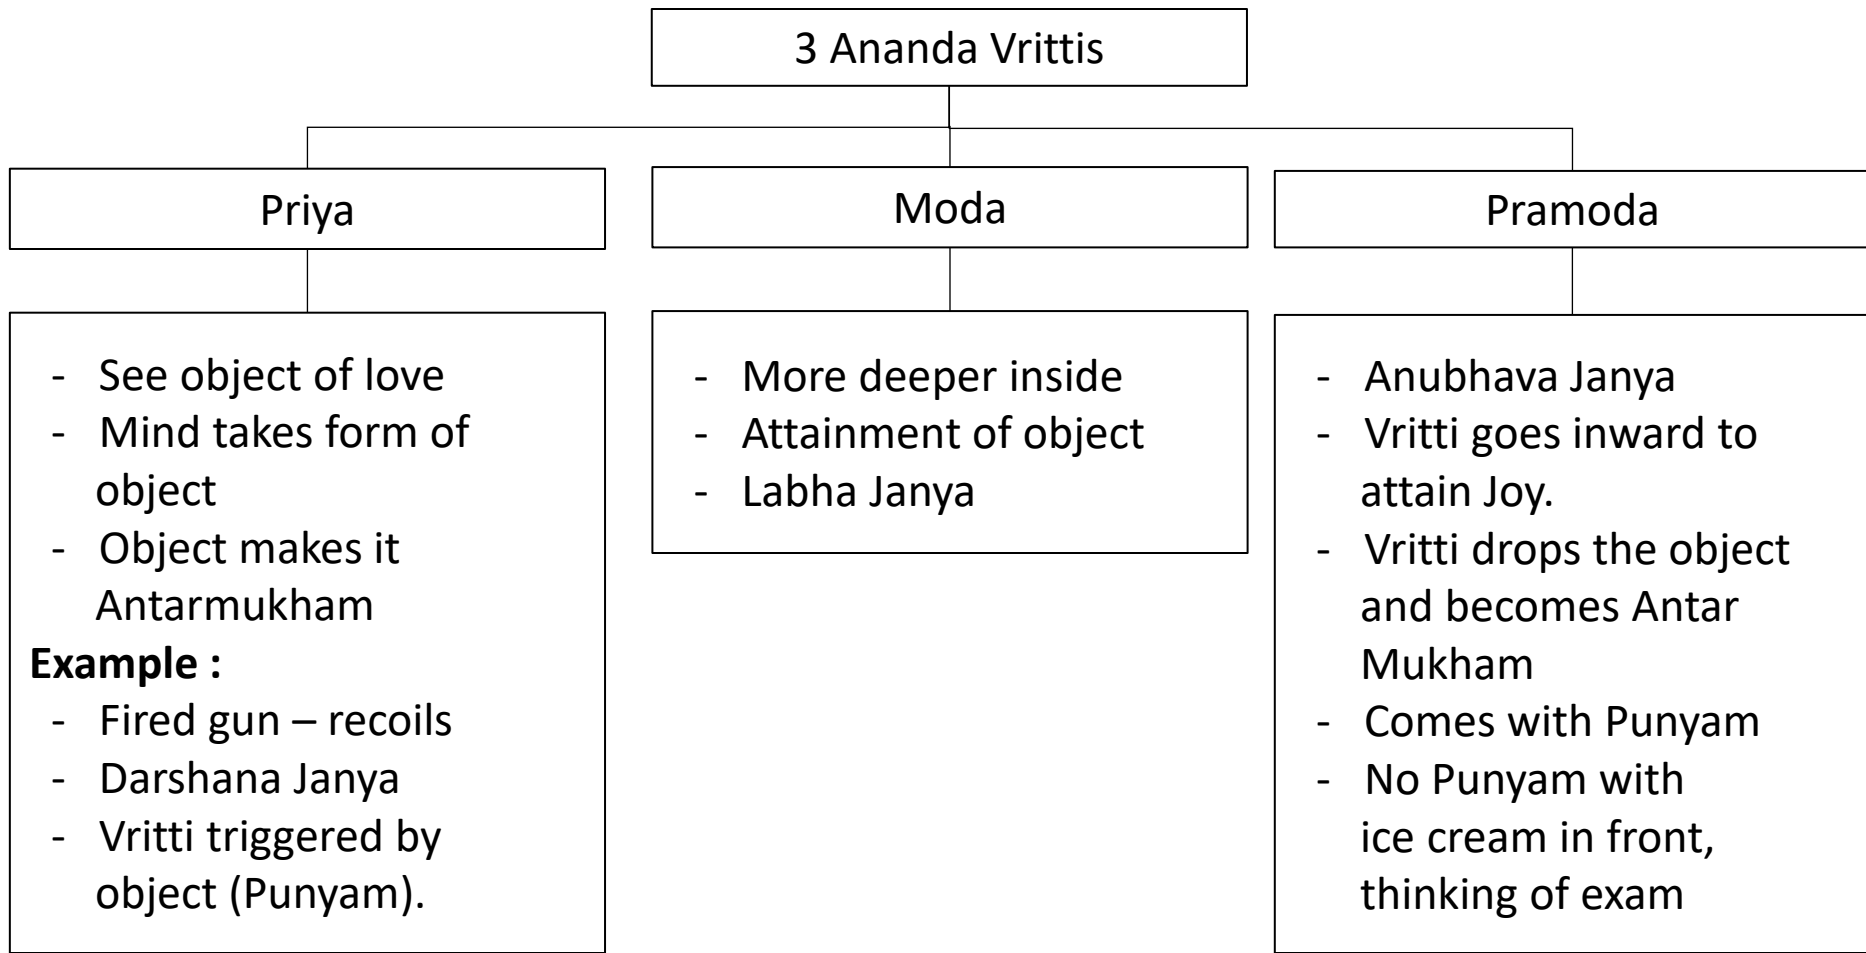 3 Ananda Vrittis
Priya
Moda
Pramoda
- See object of love
- Mind takes form of
object
- Object makes it
Antarmukham
Example :
- Fired gun – recoils
- Darshana Janya
- Vritti triggered by
object (Punyam).
- More deeper inside
- Attainment of object
- Labha Janya
- Anubhava Janya
- Vritti goes inward to
attain Joy.
- Vritti drops the object
and becomes Antar
Mukham
- Comes with Punyam
- No Punyam with
ice cream in front,
thinking of exam